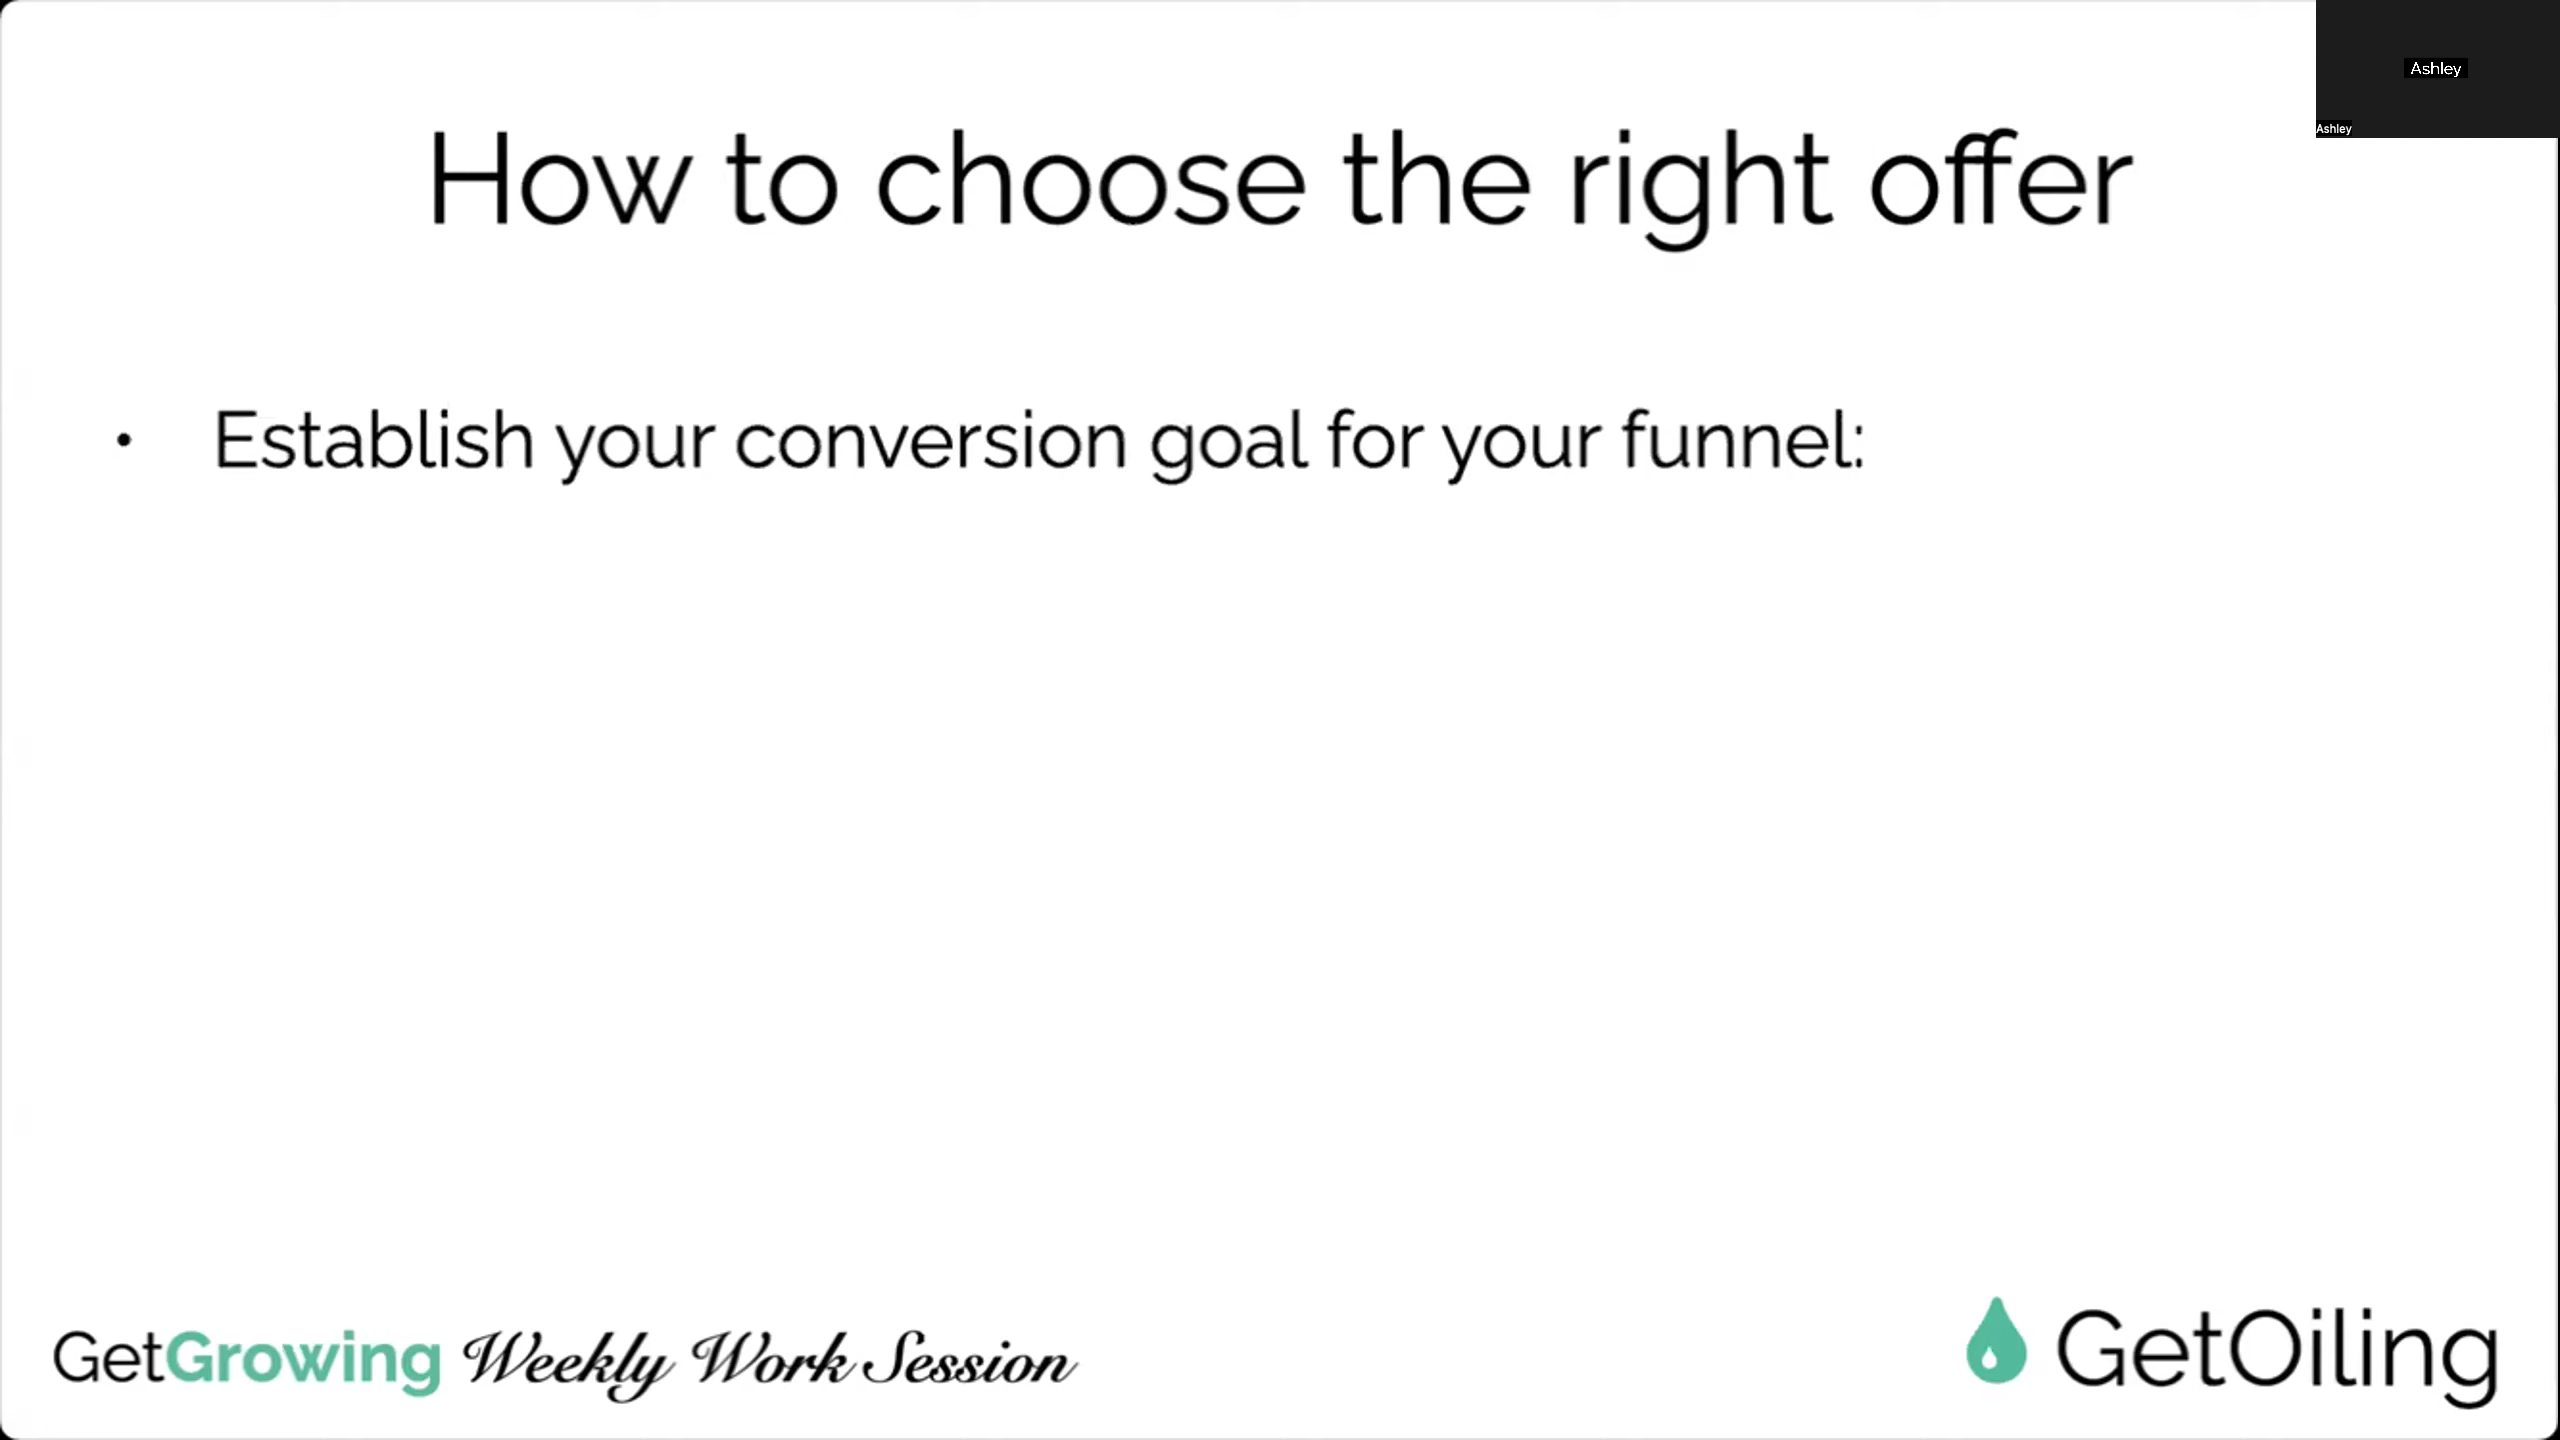 Ashley
Ashley
How to choose the right offer
• Establish your conversion goal for your funnel:
GetGrowing Weekly Work Session
GetOiling